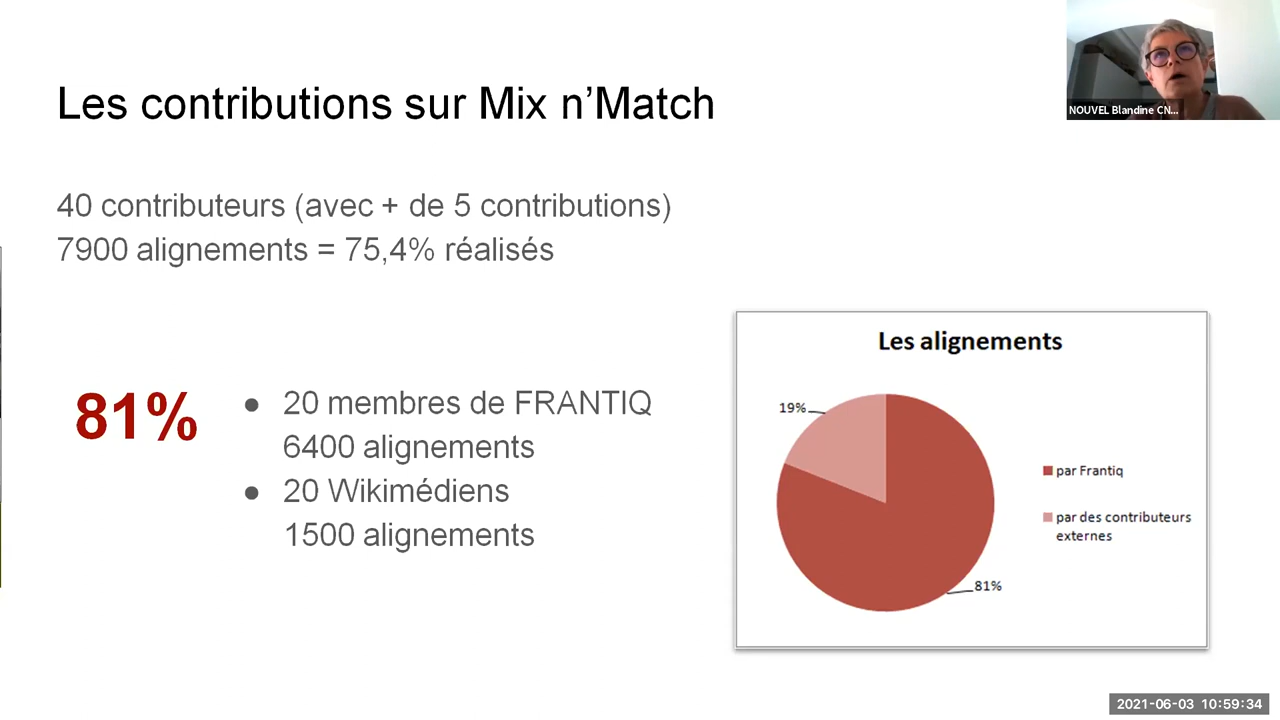 Les contributions sur Mix n’Match
NOUVEL Blandine CN...
40 contributeurs (avec + de 5 contributions)
7900 alignements = 75,4% réalisés
81%
● 20 membres de FRANTIQ
6400 alignements
● 20 Wikimédiens
1500 alignements
Les alignements
19%
81%
par Frantiq
par des contributeurs
externes
2021-06-03 10:59:34